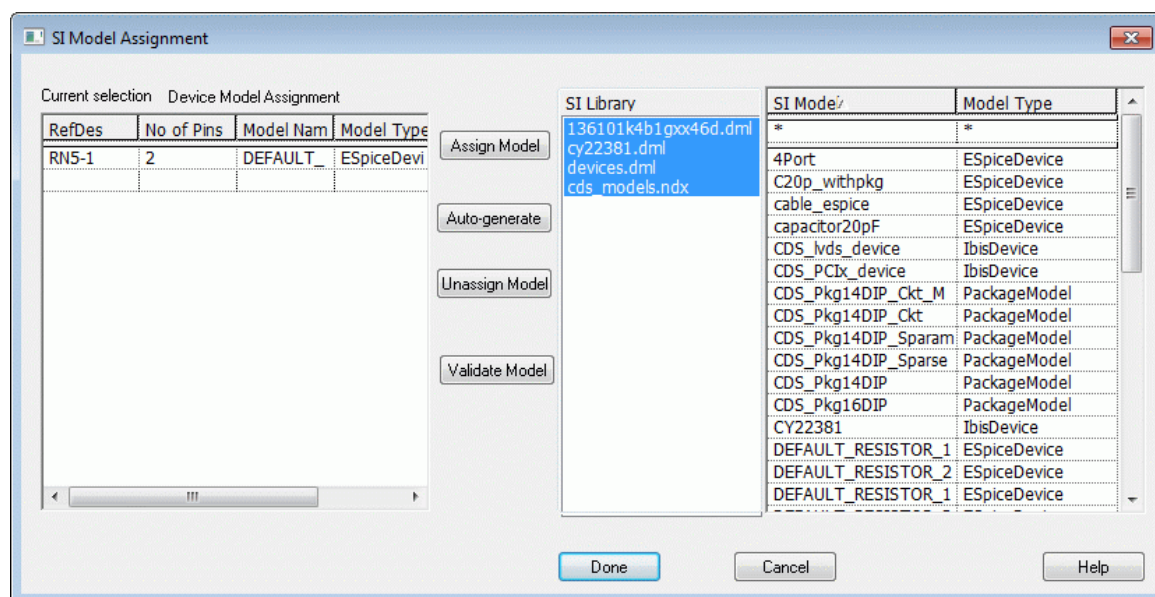 SI Model Assignment
Current selection Device Model Assignment
RefDes No of Pins Model Nam Model Type
RN5-1 2 DEFAULT_ ESpiceDevi
Assign Model
Auto-generate
Unassign Model
Validate Model
SI Library
136101k4b1gxx46d.dml
cy22381.dml
devices.dml
cds_models.ndx
SI Model Model Type
* *
4Port ESpiceDevice
C20p_withpkg ESpiceDevice
cable_espice ESpiceDevice
capacitor20pF ESpiceDevice
CDS_lvds_device IbisDevice
CDS_PCIx_device IbisDevice
CDS_Pkg14DIP_Ckt_M PackageModel
CDS_Pkg14DIP_Ckt PackageModel
CDS_Pkg14DIP_Sparam PackageModel
CDS_Pkg14DIP_Sparse PackageModel
CDS_Pkg14DIP PackageModel
CDS_Pkg16DIP PackageModel
CY22381 IbisDevice
DEFAULT_RESISTOR_1 ESpiceDevice
DEFAULT_RESISTOR_2 ESpiceDevice
DEFAULT_RESISTOR_1 ESpiceDevice
Done Cancel Help